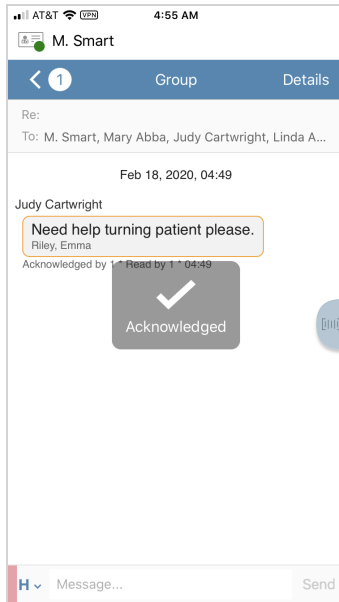 AT&T VPN 4:55 AM
M. Smart
1 Group Details
Re:
To: M. Smart, Mary Abba, Judy Cartwright, Linda A...
Feb 18, 2020, 04:49
Judy Cartwright
Need help turning patient please.
Riley, Emma
Acknowledged by 1 * Read by 1 * 04:49
Acknowledged
H Message... Send